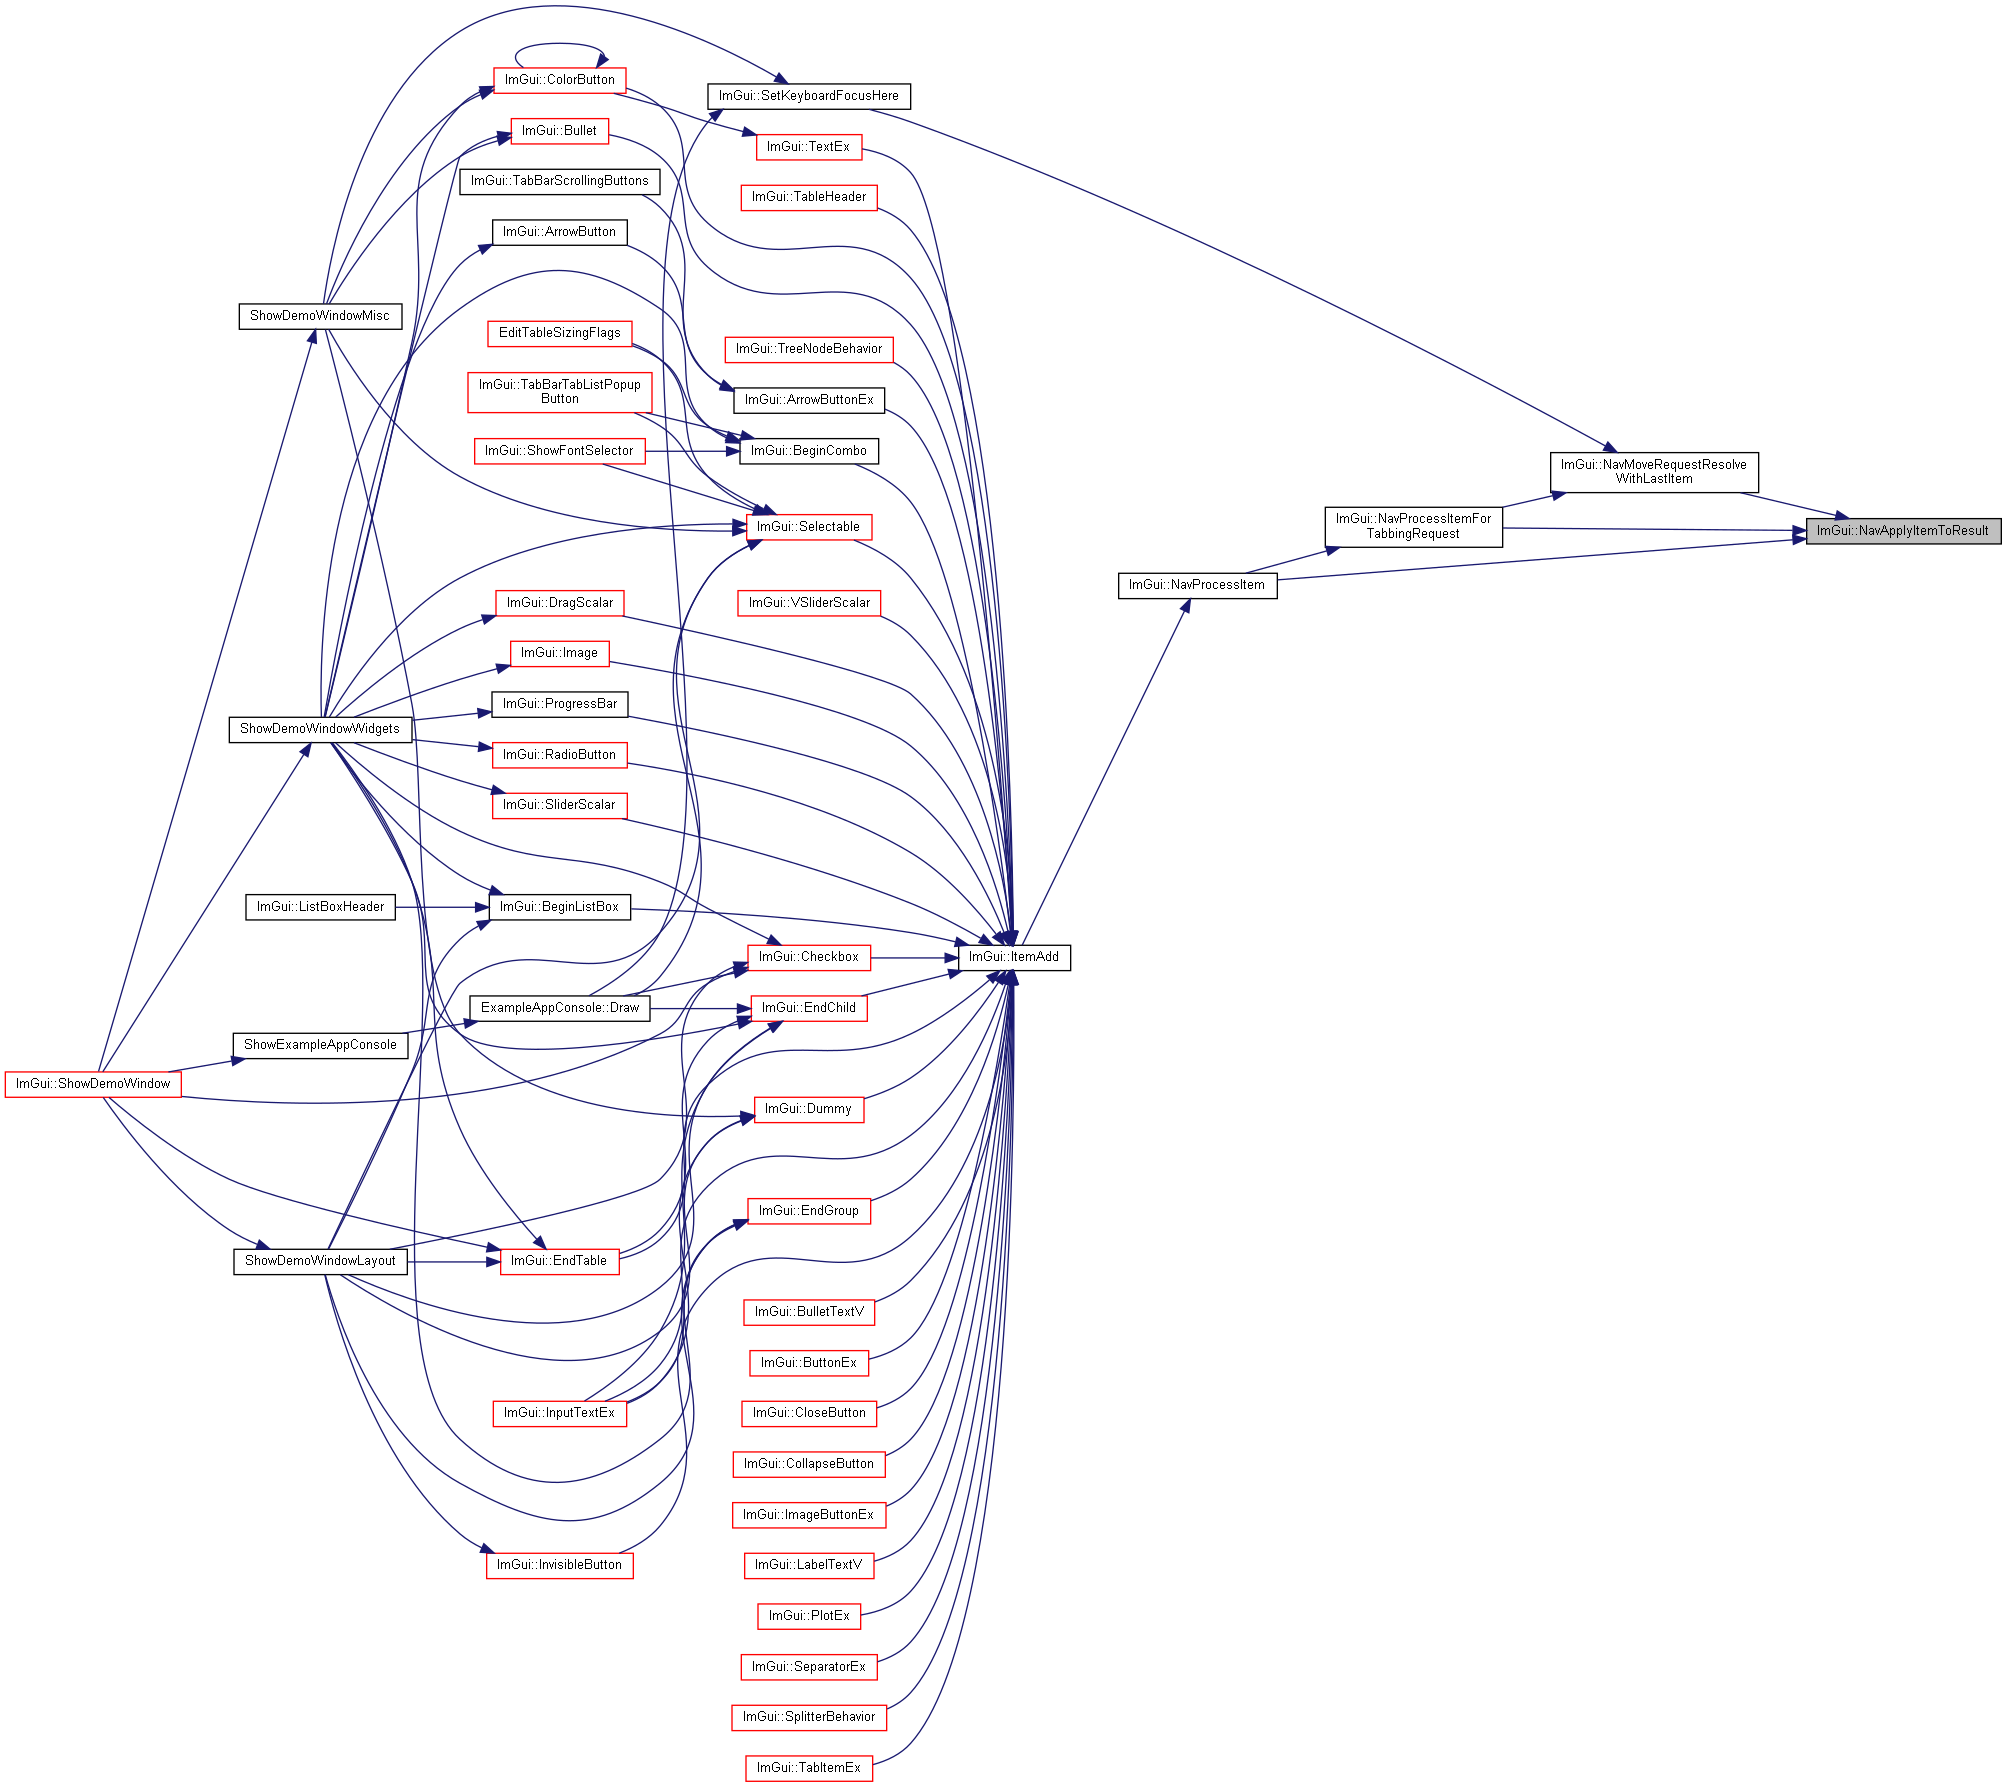 ImGui::ColorButton
ImGui::SetKeyboardFocusHere
ImGui::Bullet
ImGui::TextEx
ImGui::TabBarScrollingButtons
ImGui::TableHeader
ImGui::ArrowButton
ShowDemoWindowMisc
EditTableSizingFlags
ImGui::TreeNodeBehavior
ImGui::TabBarTabListPopup
Button
ImGui::ArrowButtonEx
ImGui::ShowFontSelector
ImGui::BeginCombo
ImGui::NavMoveRequestResolve
WithLastItem
ImGui::Selectable
ImGui::NavProcessItemFor
TabbingRequest
ImGui::NavApplyItemToResult
ImGui::NavProcessItem
ImGui::DragScalar
ImGui::VSliderScalar
ImGui::Image
ImGui::ProgressBar
ShowDemoWindowWidgets
ImGui::RadioButton
ImGui::SliderScalar
ImGui::ListBoxHeader
ImGui::BeginListBox
ImGui::Checkbox
ImGui::ItemAdd
ExampleAppConsole::Draw
ImGui::EndChild
ShowExampleAppConsole
ImGui::ShowDemoWindow
ImGui::Dummy
ImGui::EndGroup
ShowDemoWindowLayout
ImGui::EndTable
ImGui::BulletTextV
ImGui::ButtonEx
ImGui::InputTextEx
ImGui::CloseButton
ImGui::CollapseButton
ImGui::ImageButtonEx
ImGui::InvisibleButton
ImGui::LabelTextV
ImGui::PlotEx
ImGui::SeparatorEx
ImGui::SplitterBehavior
ImGui::TabItemEx